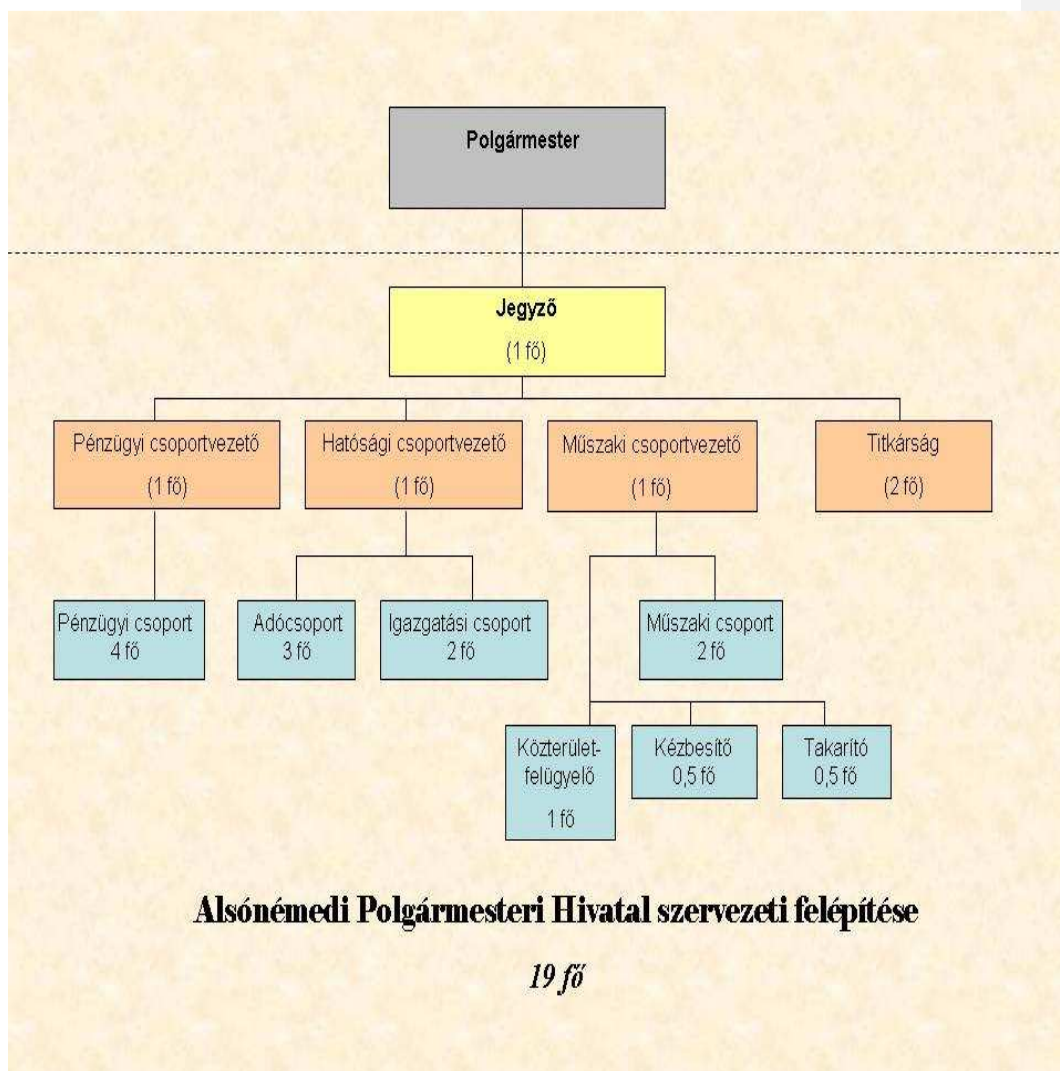 Polgármester
Jegyző
(1 fő)
Pénzügyi csoportvezető
(1 fő)
Hatósági csoportvezető
(1 fő)
Műszaki csoportvezető
(1 fő)
Titkárság
(2 fő)
Pénzügyi csoport
4 fő
Adócsoport
3 fő
Igazgatási csoport
2 fő
Műszaki csoport
2 fő
Közterület-
felügyelő
1 fő
Kézbesítő
0,5 fő
Takarító
0,5 fő
Alsónémedi Polgármesteri Hivatal szervezeti felépítése
19 fő